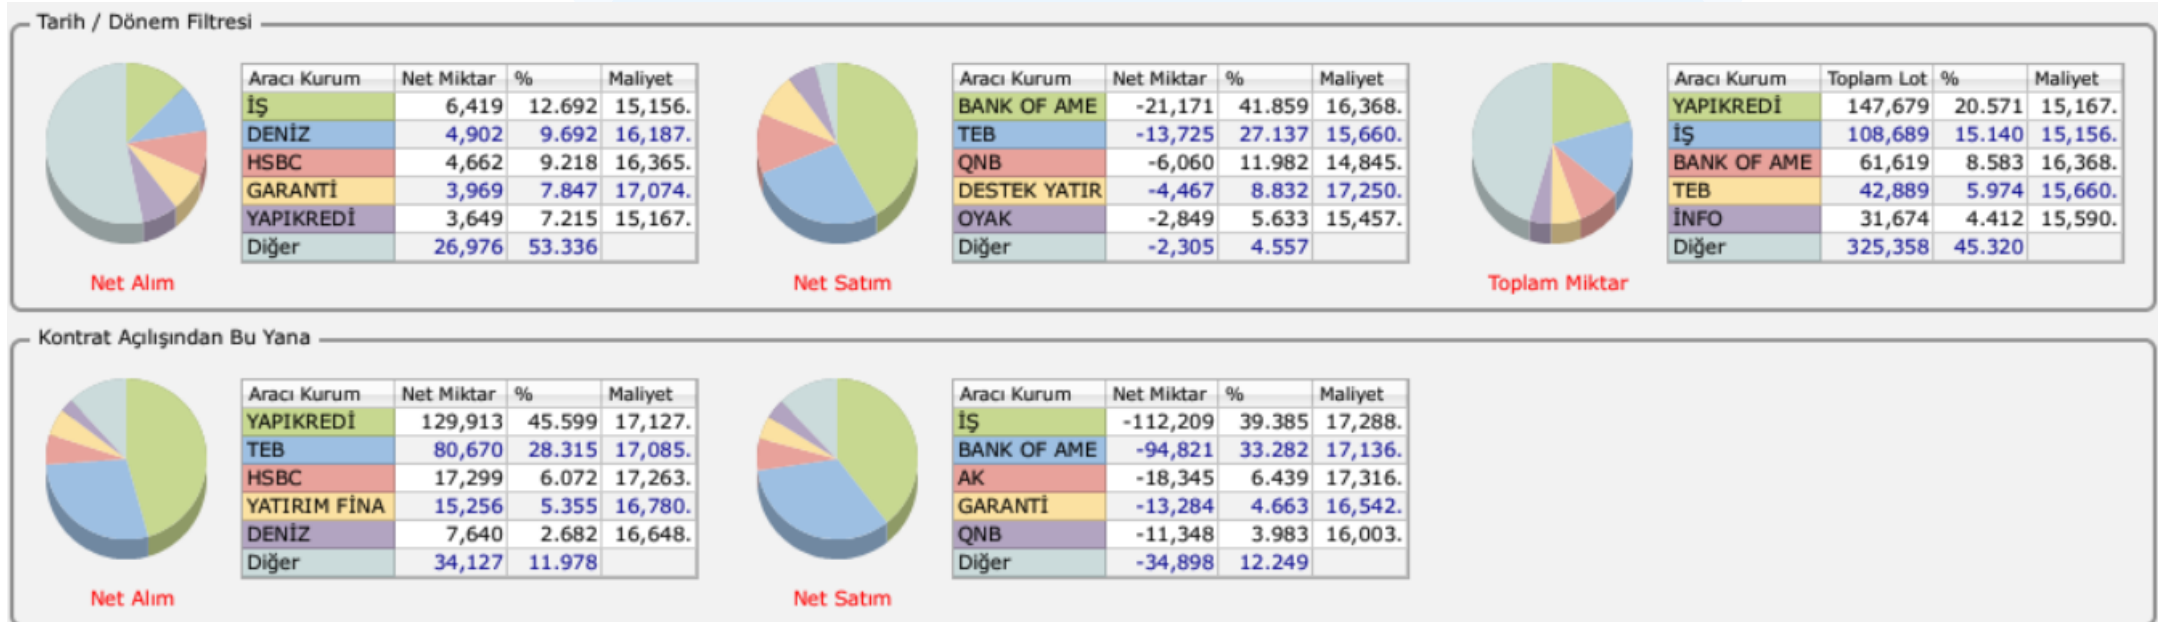 Tarih / Dönem Filtresi
Aracı Kurum Net Miktar % Maliyet
İŞ 6,419 12.692 15,156.
DENİZ 4,902 9.692 16,187.
HSBC 4,662 9.218 16,365.
GARANTİ 3,969 7.847 17,074.
YAPIKREDİ 3,649 7.215 15,167.
Diğer 26,976 53.336
Net Alım
Aracı Kurum Net Miktar % Maliyet
BANK OF AME -21,171 41.859 16,368.
TEB -13,725 27.137 15,660.
QNB -6,060 11.982 14,845.
DESTEK YATIR -4,467 8.832 17,250.
OYAK -2,849 5.633 15,457.
Diğer -2,305 4.557
Net Satım
Aracı Kurum Toplam Lot % Maliyet
YAPIKREDİ 147,679 20.571 15,167.
İŞ 108,689 15.140 15,156.
BANK OF AME 61,619 8.583 16,368.
TEB 42,889 5.974 15,660.
İNFO 31,674 4.412 15,590.
Diğer 325,358 45.320
Toplam Miktar
Kontrat Açılışından Bu Yana
Aracı Kurum Net Miktar % Maliyet
YAPIKREDİ 129,913 45.599 17,127.
TEB 80,670 28.315 17,085.
HSBC 17,299 6.072 17,263.
YATIRIM FİNA 15,256 5.355 16,780.
DENİZ 7,640 2.682 16,648.
Diğer 34,127 11.978
Net Alım
Aracı Kurum Net Miktar % Maliyet
İŞ -112,209 39.385 17,288.
BANK OF AME -94,821 33.282 17,136.
AK -18,345 6.439 17,316.
GARANTİ -13,284 4.663 16,542.
QNB -11,348 3.983 16,003.
Diğer -34,898 12.249
Net Satım